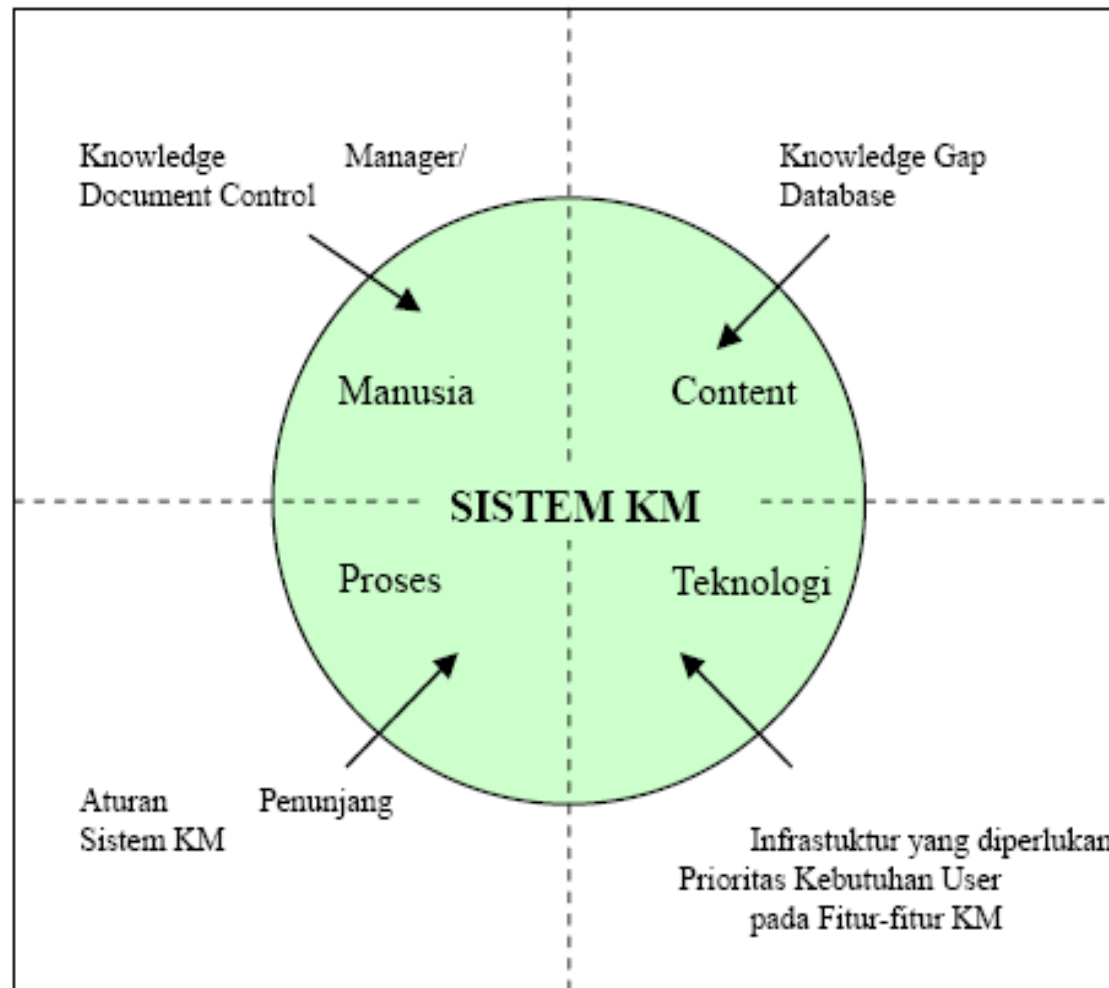 Knowledge Manager/
Document Control
Knowledge Gap
Database
Manusia
Content
SISTEM KM
Proses
Teknologi
Aturan Penunjang
Sistem KM
Infrastuktur yang diperlukan
Prioritas Kebutuhan User
pada Fitur-fitur KM